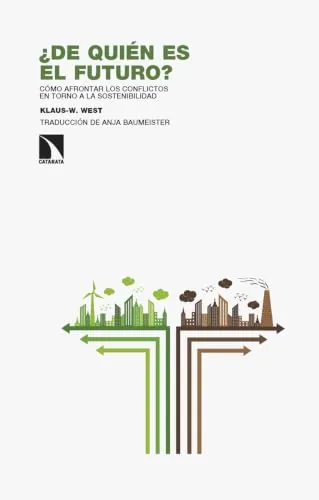 ¿DE QUIÉN ES
EL FUTURO?
CÓMO AFRONTAR LOS CONFLICTOS
EN TORNO A LA SOSTENIBILIDAD
KLAUS-W. WEST
TRADUCCIÓN DE ANJA BAUMEISTER
CATARATA